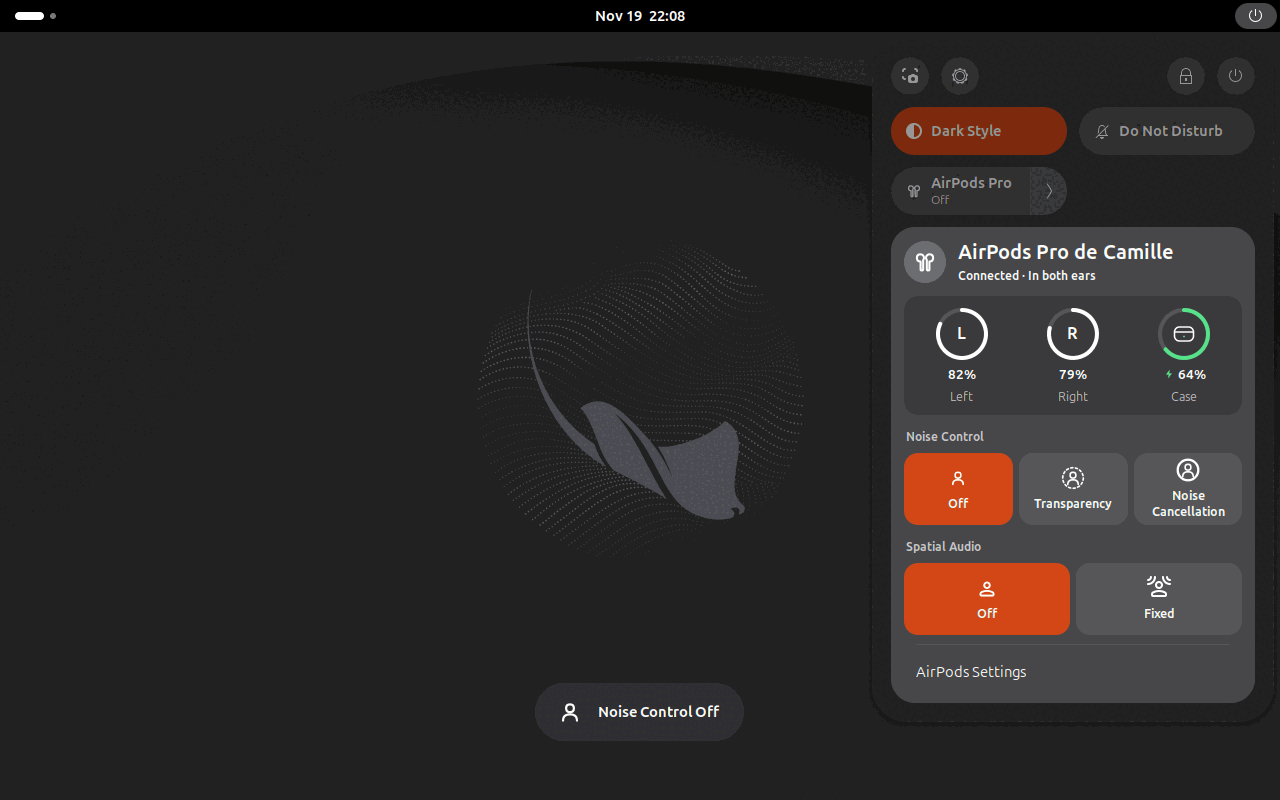 Nov 19 22:08
Dark Style
Do Not Disturb
AirPods Pro
Off
AirPods Pro de Camille
Connected · In both ears
L
R
82%
79%
64%
Left
Right
Case
Noise Control
Off
Transparency
Noise
Cancellation
Spatial Audio
Off
Fixed
AirPods Settings
Noise Control Off